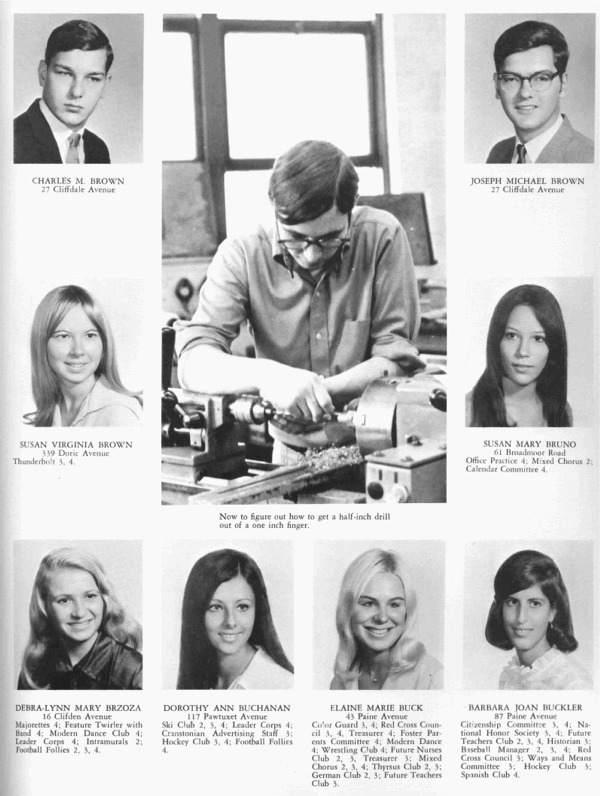 CHARLES M. BROWN
27 Cliffdale Avenue
JOSEPH MICHAEL BROWN
27 Cliffdale Avenue
SUSAN VIRGINIA BROWN
339 Doric Avenue
Thunderbolt 3, 4.
SUSAN MARY BRUNO
61 Broadmoor Road
Office Practice 4; Mixed Chorus 2;
Calendar Committee 4.
Now to figure out how to get a half-inch drill
out of a one inch finger.
DEBRA-LYNN MARY BRZOZA
16 Clifden Avenue
Majorettes 4; Feature Twirler with
Band 4; Modern Dance Club 4;
Leader Corps 4; Intramurals 2;
Football Follies 2, 3, 4.
DOROTHY ANN BUCHANAN
117 Pawtuxet Avenue
Ski Club 2, 3, 4; Leader Corps 4;
Cranstonian Advertising Staff 3;
Hockey Club 3, 4; Football Follies
4.
ELAINE MARIE BUCK
43 Paine Avenue
Color Guard 3, 4; Red Cross Coun-
cil 3, 4, Treasurer 4; Foster Par-
ents Committee 4; Modern Dance
4; Wrestling Club 4; Future Nurses
Club 2, 3, Treasurer 3; Mixed
Chorus 2, 3, 4; Thyrsus Club 2, 3;
German Club 2, 3; Future Teachers
Club 3.
BARBARA JOAN BUCKLER
87 Paine Avenue
Citizenship Committee 3, 4; Na-
tional Honor Society 3, 4; Future
Teachers Club 2, 3, 4, Historian 3;
Baseball Manager 2, 3, 4; Red
Cross Council 3; Ways and Means
Committee 3; Hockey Club 3;
Spanish Club 4.